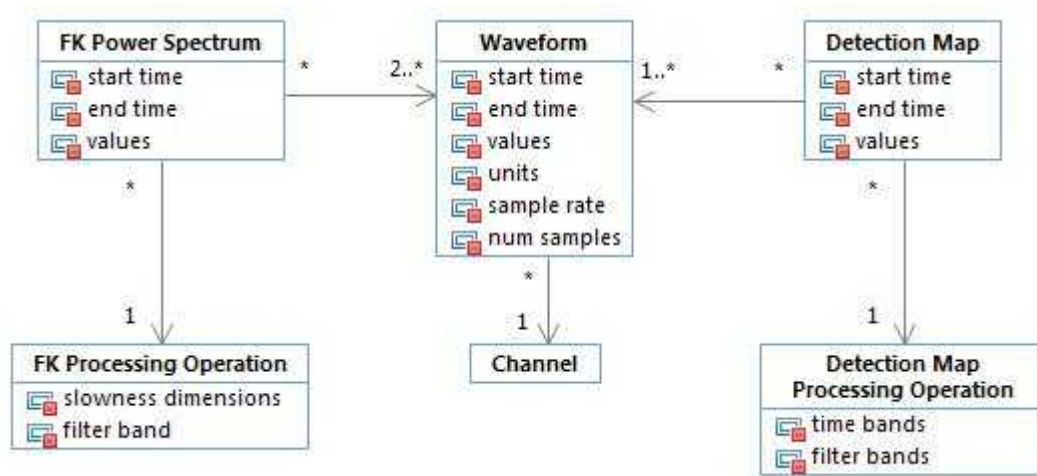 FK Power Spectrum
start time
end time
values
*
2..*
Waveform
start time
end time
values
units
sample rate
num samples
1..*
*
Detection Map
start time
end time
values
*
1
FK Processing Operation
slowness dimensions
filter band
*
1
Channel
*
1
Detection Map
Processing Operation
time bands
filter bands